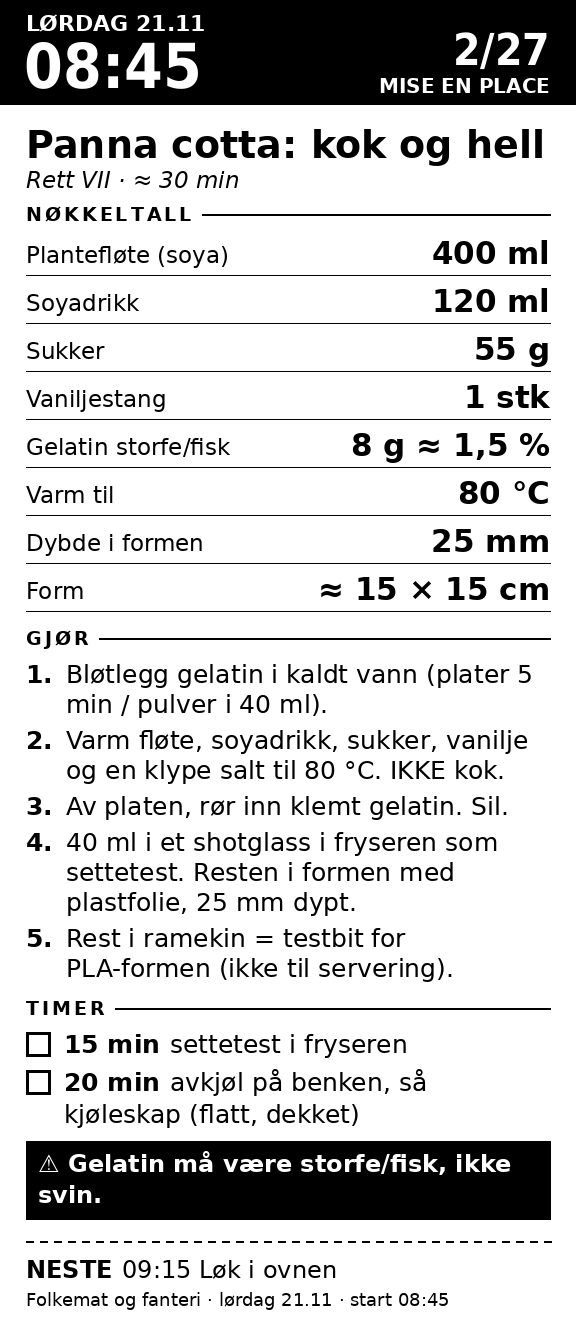 LØRDAG 21.11
08:45
2/27
MISE EN PLACE
Panna cotta: kok og hell
Rett VII · ≈ 30 min
NØKKELTALL
Plantefløte (soya) 400 ml
Soyadrikk 120 ml
Sukker 55 g
Vaniljestang 1 stk
Gelatin storfe/fisk 8 g ≈ 1,5 %
Varm til 80 °C
Dybde i formen 25 mm
Form ≈ 15 × 15 cm
GJØR
1. Bløtlegg gelatin i kaldt vann (plater 5
min / pulver i 40 ml).
2. Varm fløte, soyadrikk, sukker, vanilje
og en klype salt til 80 °C. IKKE kok.
3. Av platen, rør inn klemt gelatin. Sil.
4. 40 ml i et shotglass i fryseren som
settetest. Resten i formen med
plastfolie, 25 mm dypt.
5. Rest i ramekin = testbit for
PLA-formen (ikke til servering).
TIMER
☐ 15 min settetest i fryseren
☐ 20 min avkjøl på benken, så
kjøleskap (flatt, dekket)
⚠ Gelatin må være storfe/fisk, ikke
svin.
NESTE 09:15 Løk i ovnen
Folkemat og fanteri · lørdag 21.11 · start 08:45